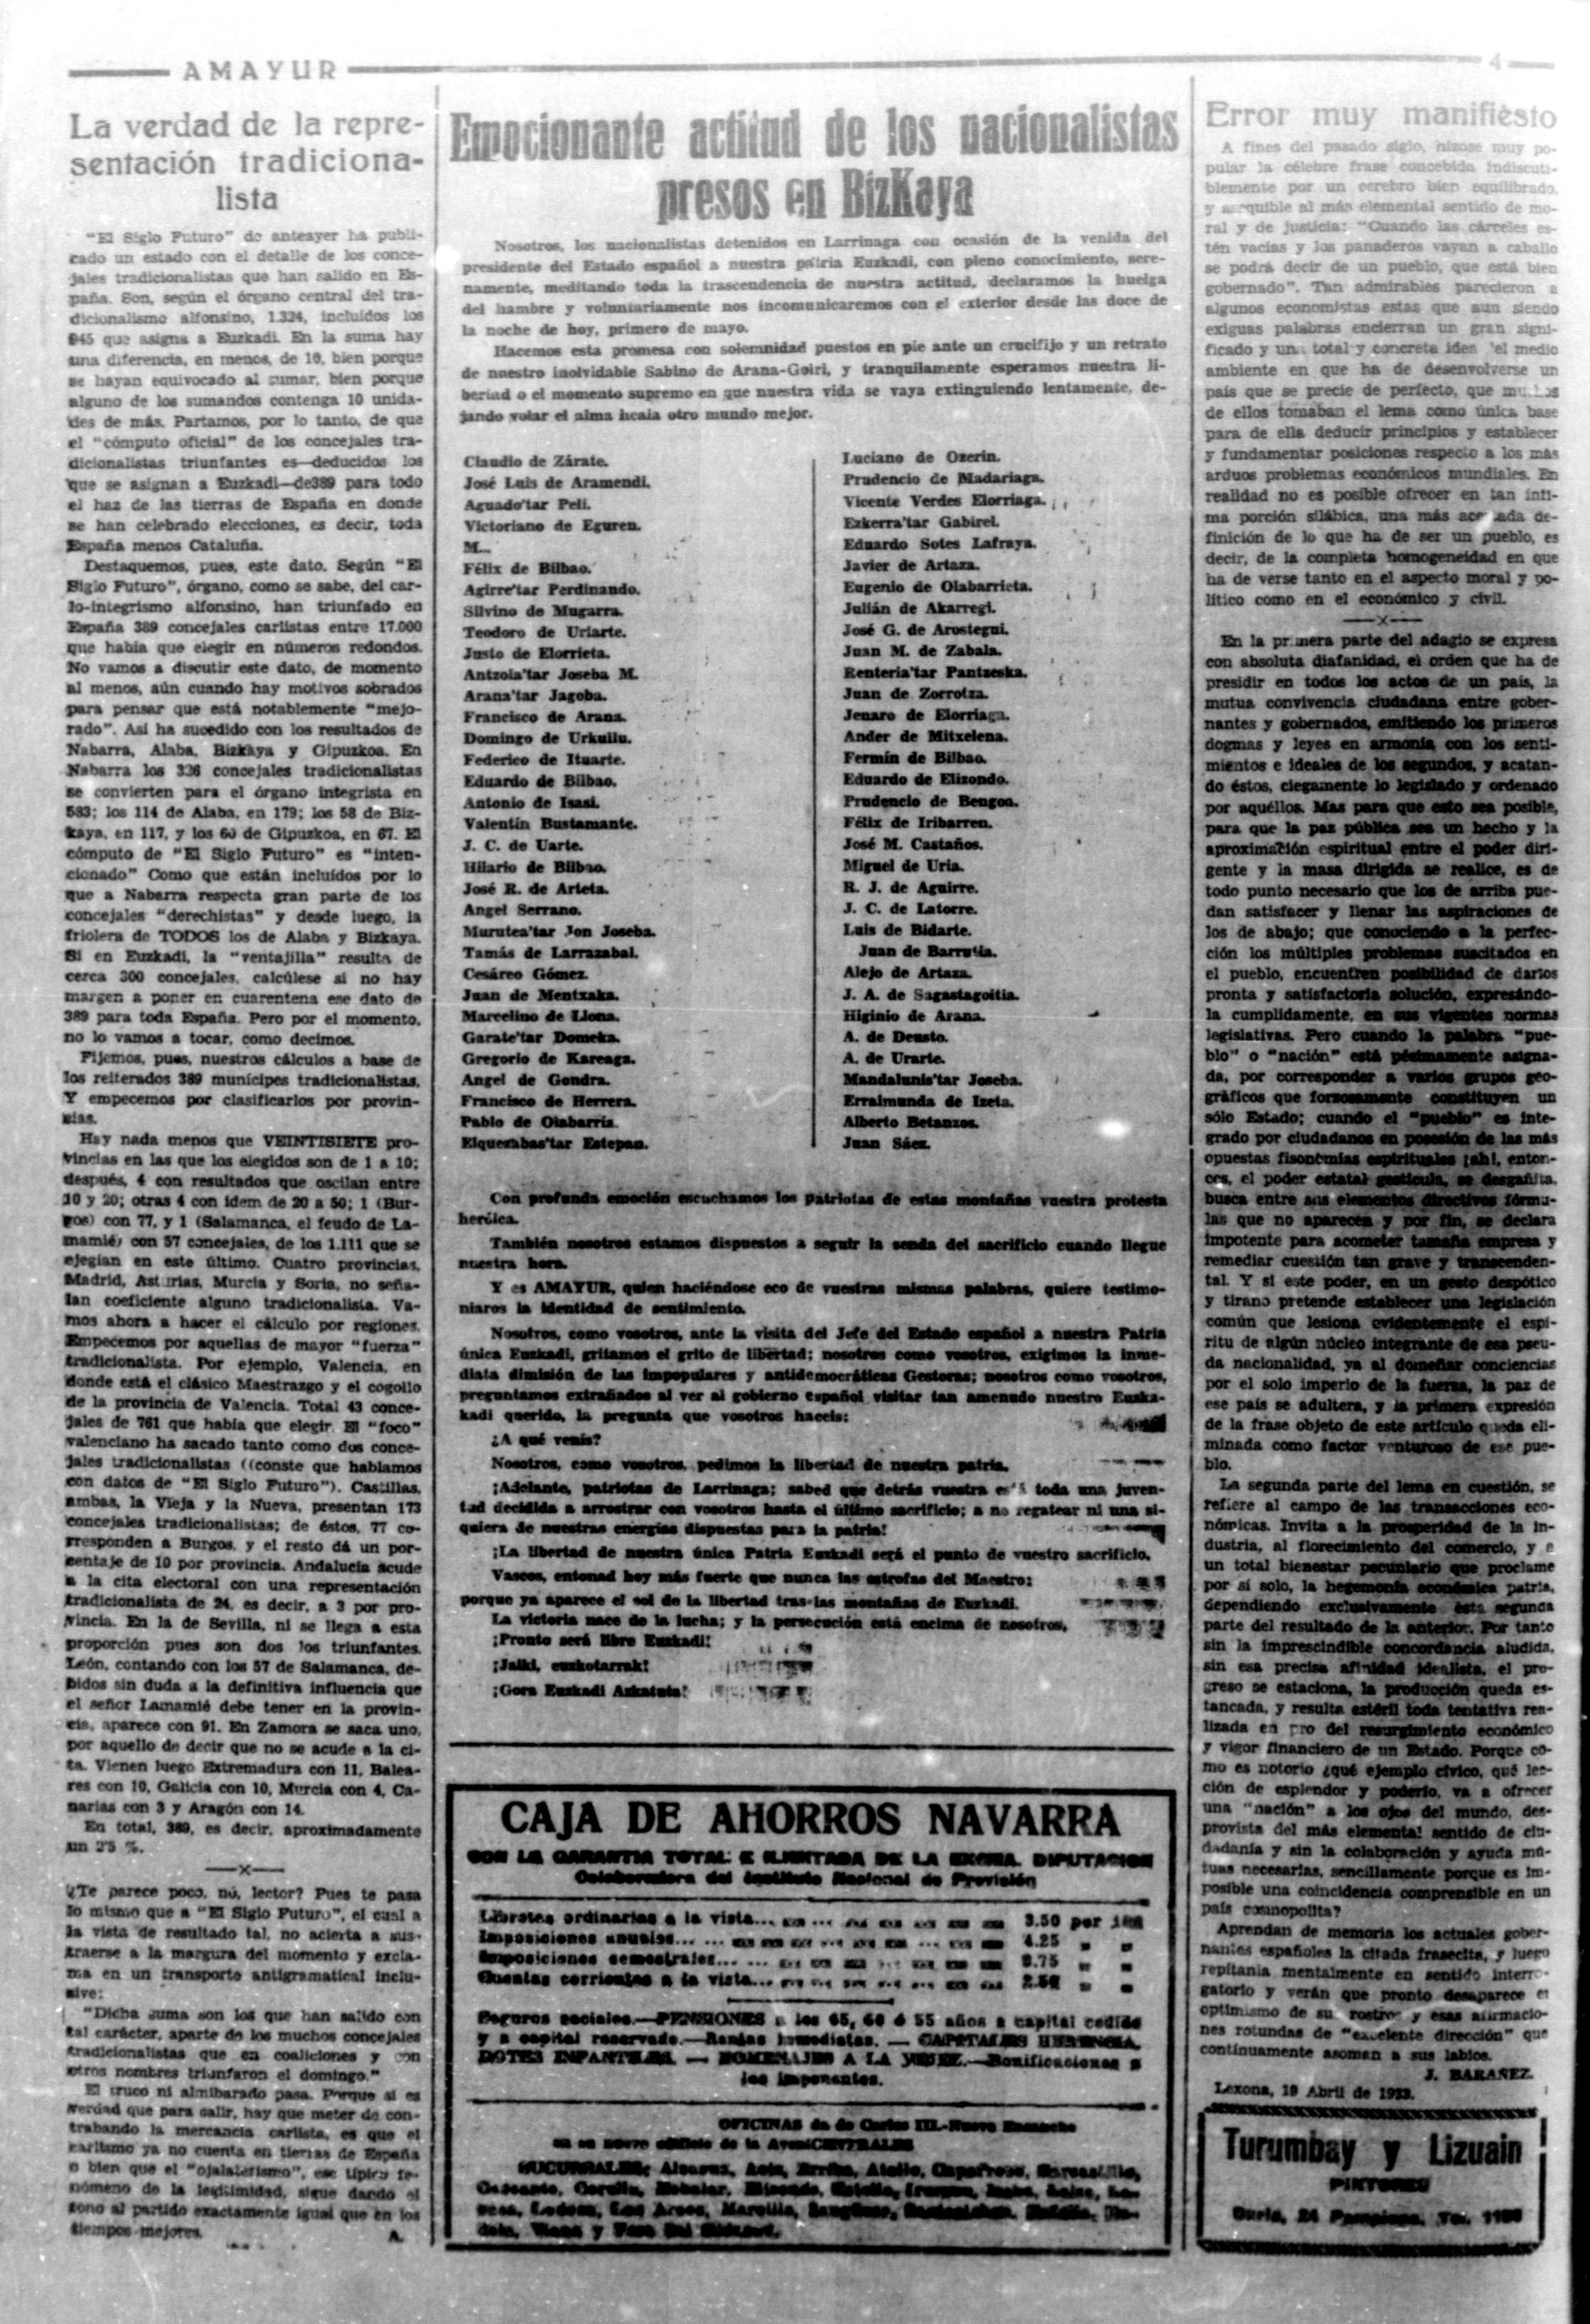 AMAYUR
4
La verdad de la repre-
sentación tradiciona-
lista
"El Siglo Futuro" de anteayer ha publi-
cado un estado con el detalle de los conce-
jales tradicionalistas que han salido en Es-
paña. Son, según el órgano central del tra-
dicionalismo alfonsino, 1.324, incluídos los
945 que asigna a Euzkadi. En la suma hay
una diferencia, en menos, de 10, bien porque
se hayan equivocado al sumar, bien porque
alguno de los sumandos contenga 10 unida-
des de más. Partamos, por lo tanto, de que
el "cómputo oficial" de los concejales tra-
dicionalistas triunfantes es—deducidos los
que se asignan a Euzkadi—de389 para todo
el haz de las tierras de España en donde
se han celebrado elecciones, es decir, toda
España menos Cataluña.
Destaquemos, pues, este dato. Según "El
Siglo Futuro", órgano, como se sabe, del car-
lo-integrismo alfonsino, han triunfado en
España 389 concejales carlistas entre 17.000
que había que elegir en números redondos.
No vamos a discutir este dato, de momento
al menos, aún cuando hay motivos sobrados
para pensar que está notablemente "mejo-
rado". Así ha sucedido con los resultados de
Nabarra, Alaba, Bizkaya y Gipuzkoa. En
Nabarra los 326 concejales tradicionalistas
se convierten para el órgano integrista en
583; los 114 de Alaba, en 179; los 58 de Biz-
kaya, en 117, y los 60 de Gipuzkoa, en 67. El
cómputo de "El Siglo Futuro" es "inten-
cionado" Como que están incluídos por lo
que a Nabarra respecta gran parte de los
concejales "derechistas" y desde luego, la
friolera de TODOS los de Alaba y Bizkaya.
Si en Euzkadi, la "ventajilla" resulta de
cerca 300 concejales, calcúlese si no hay
margen a poner en cuarentena ese dato de
389 para toda España. Pero por el momento,
no lo vamos a tocar, como decimos.
Fijemos, pues, nuestros cálculos a base de
los reiterados 389 munícipes tradicionalistas.
Y empecemos por clasificarlos por provin-
cias.
Hay nada menos que VEINTISIETE pro-
vincias en las que los elegidos son de 1 a 10;
después, 4 con resultados que oscilan entre
10 y 20; otras 4 con idem de 20 a 50; 1 (Bur-
gos) con 77, y 1 (Salamanca, el feudo de La-
mamié) con 57 concejales, de los 1.111 que se
ejegían en este último. Cuatro provincias,
Madrid, Asturias, Murcia y Soria, no seña-
lan coeficiente alguno tradicionalista. Va-
mos ahora a hacer el cálculo por regiones.
Empecemos por aquellas de mayor "fuerza"
tradicionalista. Por ejemplo, Valencia, en
donde está el clásico Maestrazgo y el cogollo
de la provincia de Valencia. Total 43 conce-
jales de 761 que había que elegir. El "foco"
valenciano ha sacado tanto como dos conce-
jales tradicionalistas ((conste que hablamos
con datos de "El Siglo Futuro"). Castillas,
ambas, la Vieja y la Nueva, presentan 173
concejales tradicionalistas; de éstos, 77 co-
rresponden a Burgos, y el resto dá un por-
centaje de 10 por provincia. Andalucía acude
a la cita electoral con una representación
tradicionalista de 24, es decir, a 3 por pro-
vincia. En la de Sevilla, ni se llega a esta
proporción pues son dos los triunfantes.
León, contando con los 57 de Salamanca, de-
bidos sin duda a la definitiva influencia que
el señor Lamamié debe tener en la provin-
cia, aparece con 91. En Zamora se saca uno,
por aquello de decir que no se acude a la ci-
ta. Vienen luego Extremadura con 11, Balea-
res con 10, Galicia con 10, Murcia con 4, Ca-
narias con 3 y Aragón con 14.
En total, 389, es decir, aproximadamente
un 2'5 %.
—x—
¿Te parece poco, nó, lector? Pues te pasa
lo mismo que a "El Siglo Futuro", el cual a
la vista de resultado tal, no acierta a sus-
traerse a la margura del momento y excla-
ma en un transporte antigramatical inclu-
sive:
"Dicha suma son los que han salido con
tal carácter, aparte de los muchos concejales
tradicionalistas que en coaliciones y con
otros nombres triunfaron el domingo."
El truco ni almibarado pasa. Porque si es
verdad que para salir, hay que meter de con-
trabando la mercancía carlista, es que el
carlismo ya no cuenta en tierras de España
o bien que el "ojalaterismo", ese típico fe-
nómeno de la legitimidad, sigue dando el
tono al partido exactamente igual que en los
tiempos mejores.
A.
Emocionante actitud de los nacionalistas
presos en BizKaya
Nosotros, los nacionalistas detenidos en Larrinaga con ocasión de la venida del
presidente del Estado español a nuestra patria Euzkadi, con pleno conocimiento, sere-
namente, meditando toda la trascendencia de nuestra actitud, declaramos la huelga
del hambre y voluntariamente nos incomunicaremos con el exterior desde las doce de
la noche de hoy, primero de mayo.
Hacemos esta promesa con solemnidad puestos en pie ante un crucifijo y un retrato
de nuestro inolvidable Sabino de Arana-Goiri, y tranquilamente esperamos nuestra li-
bertad o el momento supremo en que nuestra vida se vaya extinguiendo lentamente, de-
jando volar el alma hcaia otro mundo mejor.
Claudio de Zárate.
José Luis de Aramendi.
Aguado'tar Peli.
Victoriano de Eguren.
M...
Félix de Bilbao.
Agirre'tar Perdinando.
Silvino de Mugarra.
Teodoro de Uriarte.
Justo de Elorrieta.
Antzola'tar Joseba M.
Arana'tar Jagoba.
Francisco de Arana.
Domingo de Urkullu.
Federico de Ituarte.
Eduardo de Bilbao.
Antonio de Isasi.
Valentín Bustamante.
J. C. de Uarte.
Hilario de Bilbao.
José R. de Arteta.
Angel Serrano.
Murutea'tar Jon Joseba.
Tamás de Larrazabal.
Cesáreo Gómez.
Juan de Mentxaka.
Marcelino de Llona.
Garate'tar Domeka.
Gregorio de Kareaga.
Angel de Gondra.
Francisco de Herrera.
Pablo de Olabarría.
Elquezabas'tar Estepan.
Luciano de Ozerin.
Prudencio de Madariaga.
Vicente Verdes Elorriaga.
Ezkerra'tar Gabirel.
Eduardo Sotes Lafraya.
Javier de Artaza.
Eugenio de Olabarrieta.
Julián de Akarregi.
José G. de Arostegui.
Juan M. de Zabala.
Renteria'tar Pantzeska.
Juan de Zorrotza.
Jenaro de Elorriaga.
Ander de Mitxelena.
Fermín de Bilbao.
Eduardo de Elizondo.
Prudencio de Bengoa.
Félix de Iribarren.
José M. Castaños.
Miguel de Uria.
R. J. de Aguirre.
J. C. de Latorre.
Luis de Bidarte.
Juan de Barrutia.
Alejo de Artaza.
J. A. de Sagastagoitia.
Higinio de Arana.
A. de Deusto.
A. de Urarte.
Mandalunis'tar Joseba.
Erraimunda de Izeta.
Alberto Betanzos.
Juan Sáez.
Con profunda emoción escuchamos los patriotas de estas montañas vuestra protesta
heróica.
También nosotros estamos dispuestos a seguir la senda del sacrificio cuando llegue
nuestra hora.
Y es AMAYUR, quien haciéndose eco de vuestras mismas palabras, quiere testimo-
niaros la identidad de sentimiento.
Nosotros, como vosotros, ante la visita del Jefe del Estado español a nuestra Patria
única Euzkadi, gritamos el grito de libertad; nosotros como vosotros, exigimos la inme-
diata dimisión de las impopulares y antidemocráticas Gestoras; nosotros como vosotros,
preguntamos extrañados al ver al gobierno español visitar tan amenudo nuestro Euzka-
kadi querido, la pregunta que vosotros haceis:
¿A qué venís?
Nosotros, como vosotros, pedimos la libertad de nuestra patria.
¡Adelante, patriotas de Larrinaga; sabed que detrás vuestra está toda una juven-
tud decidida a arrostrar con vosotros hasta el último sacrificio; a no regatear ni una si-
quiera de nuestras energías dispuestas para la patria!
¡La libertad de nuestra única Patria Euzkadi será el punto de vuestro sacrificio.
Vascos, entonad hoy más fuerte que nunca las estrofas del Maestro:
porque ya aparece el sol de la libertad tras las montañas de Euzkadi.
La victoria nace de la lucha; y la persecución está encima de nosotros.
¡Pronto será libre Euzkadi!
¡Jaiki, euzkotarrak!
¡Gora Euzkadi Azkatuta!
CAJA DE AHORROS NAVARRA
CON LA GARANTIA TOTAL E ILIMITADA DE LA EXCMA. DIPUTACION
Colaboradora del Instituto Nacional de Previsión
Libretas ordinarias a la vista... 3.50 por 100
Imposiciones anuales... 4.25 " "
Imposiciones semestrales... 3.75 " "
Cuentas corrientes a la vista... 2.50 " "
Seguros sociales.—PENSIONES a los 65, 60 ó 55 años a capital cedido
y a capital reservado.—Rentas inmediatas. — CAPITALES HERENCIA.
DOTES INFANTILES. — HOMENAJES A LA VEJEZ.—Bonificaciones a
los imponentes.
OFICINAS da de Carlos III.-Nuevo Ensanche
en su nuevo edificio de la AveniCENTRALES
SUCURSALES:
Error muy manifiesto
A fines del pasado siglo, hízose muy po-
pular la célebre frase concebida indiscuti-
blemente por un cerebro bien equilibrado,
y asequible al más elemental sentido de mo-
ral y de justicia: "Cuando las cárceles es-
tén vacías y los panaderos vayan a caballo
se podrá decir de un pueblo, que está bien
gobernado". Tan admirables parecieron a
algunos economistas estas que aun siendo
exiguas palabras encierran un gran signi-
ficado y una total y concreta idea del medio
ambiente en que ha de desenvolverse un
país que se precie de perfecto, que muchos
de ellos tomaban el lema como única base
para de ella deducir principios y establecer
y fundamentar posiciones respecto a los más
arduos problemas económicos mundiales. En
realidad no es posible ofrecer en tan ínti-
ma porción silábica, una más acertada de-
finición de lo que ha de ser un pueblo, es
decir, de la completa homogeneidad en que
ha de verse tanto en el aspecto moral y po-
lítico como en el económico y civil.
—x—
En la primera parte del adagio se expresa
con absoluta diafanidad, el orden que ha de
presidir en todos los actos de un país, la
mutua convivencia ciudadana entre gober-
nantes y gobernados, emitiendo los primeros
dogmas y leyes en armonía con los senti-
mientos e ideales de los segundos, y acatan-
do éstos, ciegamente lo legislado y ordenado
por aquéllos. Mas para que esto sea posible,
para que la paz pública sea un hecho y la
aproximación espiritual entre el poder diri-
gente y la masa dirigida se realice, es de
todo punto necesario que los de arriba pue-
dan satisfacer y llenar las aspiraciones de
los de abajo; que conociendo a la perfec-
ción los múltiples problemas suscitados en
el pueblo, encuentren posibilidad de darlos
pronta y satisfactoria solución, expresándo-
la cumplidamente, en sus vigentes normas
legislativas. Pero cuando la palabra "pue-
blo" o "nación" está pésimamente asigna-
da, por corresponder a varios grupos geo-
gráficos que forzosamente constituyen un
sólo Estado; cuando el "pueblo" es inte-
grado por ciudadanos en posesión de las más
opuestas fisonomías espirituales ¡ah!, enton-
ces, el poder estatal gesticula, se desgañita,
busca entre sus elementos directivos fórmu-
las que no aparecen y por fin, se declara
impotente para acometer tamaña empresa y
remediar cuestión tan grave y transcenden-
tal. Y si este poder, en un gesto despótico
y tirano pretende establecer una legislación
común que lesiona evidentemente el espí-
ritu de algún núcleo integrante de esa pseu-
da nacionalidad, ya al domeñar conciencias
por el solo imperio de la fuerza, la paz de
ese país se adultera, y la primera expresión
de la frase objeto de este artículo queda eli-
minada como factor venturoso de ese pue-
blo.
La segunda parte del lema en cuestión, se
refiere al campo de las transacciones eco-
nómicas. Invita a la prosperidad de la in-
dustria, al florecimiento del comercio, y a
un total bienestar pecuniario que proclame
por sí solo, la hegemonía económica patria,
dependiendo exclusivamente ésta segunda
parte del resultado de la anterior. Por tanto
sin la imprescindible concordancia aludida,
sin esa precisa afinidad idealista, el pro-
greso se estaciona, la producción queda es-
tancada, y resulta estéril toda tentativa rea-
lizada en pro del resurgimiento económico
y vigor financiero de un Estado. Porque co-
mo es notorio ¿qué ejemplo cívico, qué lec-
ción de esplendor y poderío, va a ofrecer
una "nación" a los ojos del mundo, des-
provista del más elemental sentido de ciu-
dadanía y sin la colaboración y ayuda mú-
tuas necesarias, sencillamente porque es im-
posible una coincidencia comprensible en un
país cosmopolita?
Aprendan de memoria los actuales gober-
nantes españoles la citada frasecita, y luego
repitania mentalmente en sentido interro-
gatorio y verán que pronto desaparece el
optimismo de su rostro y esas afirmacio-
nes rotundas de "excelente dirección" que
continuamente asoman a sus labios.
J. BARAÑEZ.
Lexona, 19 Abril de 1933.
Turumbay y Lizuain
PINTORES
Curia, 24 Pamplona. Tel.